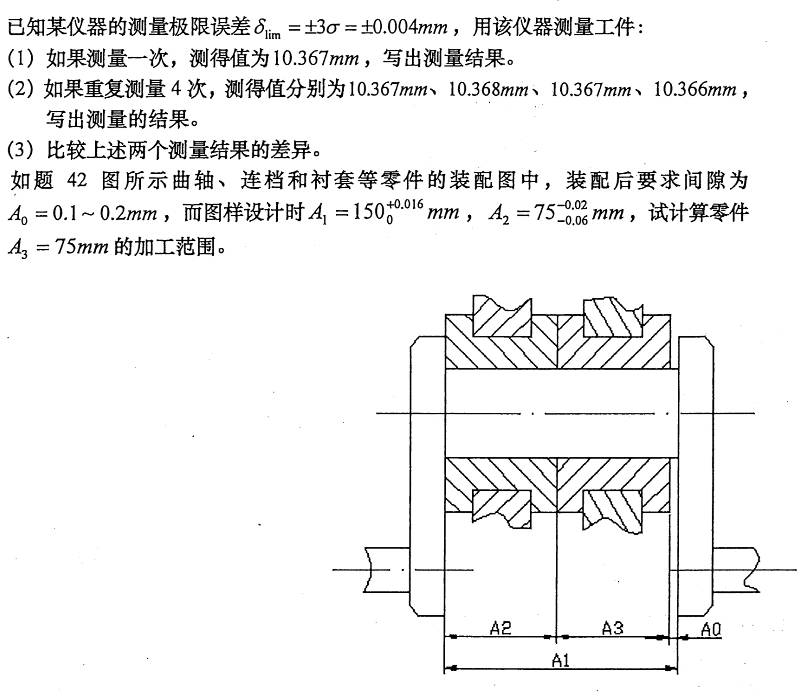 已知某仪器的测量极限误差 δlim = ±3σ = ±0.004mm，用该仪器测量工件：
（1）如果测量一次，测得值为10.367mm，写出测量结果。
（2）如果重复测量 4 次，测得值分别为10.367mm、10.368mm、10.367mm、10.366mm，
写出测量的结果。
（3）比较上述两个测量结果的差异。
如题 42 图所示曲轴、连档和衬套等零件的装配图中，装配后要求间隙为
A₀ = 0.1～0.2mm，而图样设计时 A₁ = 150 +0.016 0 mm，A₂ = 75 -0.02 -0.06 mm，试计算零件
A₃ = 75mm 的加工范围。
A2 A3 A0
A1